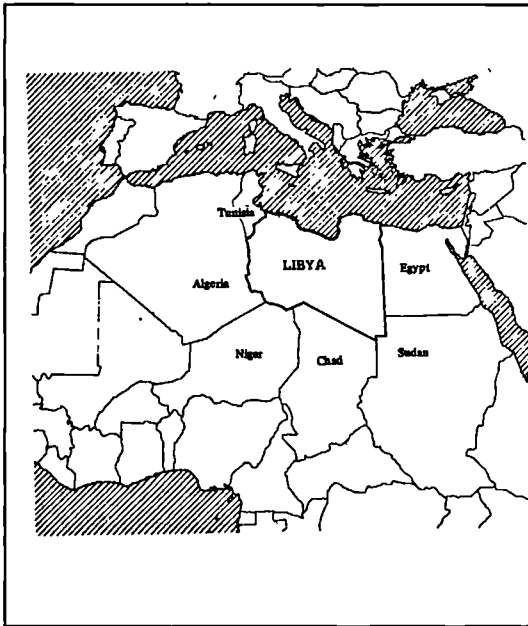 Tunisia
LIBYA
Egypt
Algeria
Niger
Chad
Sudan